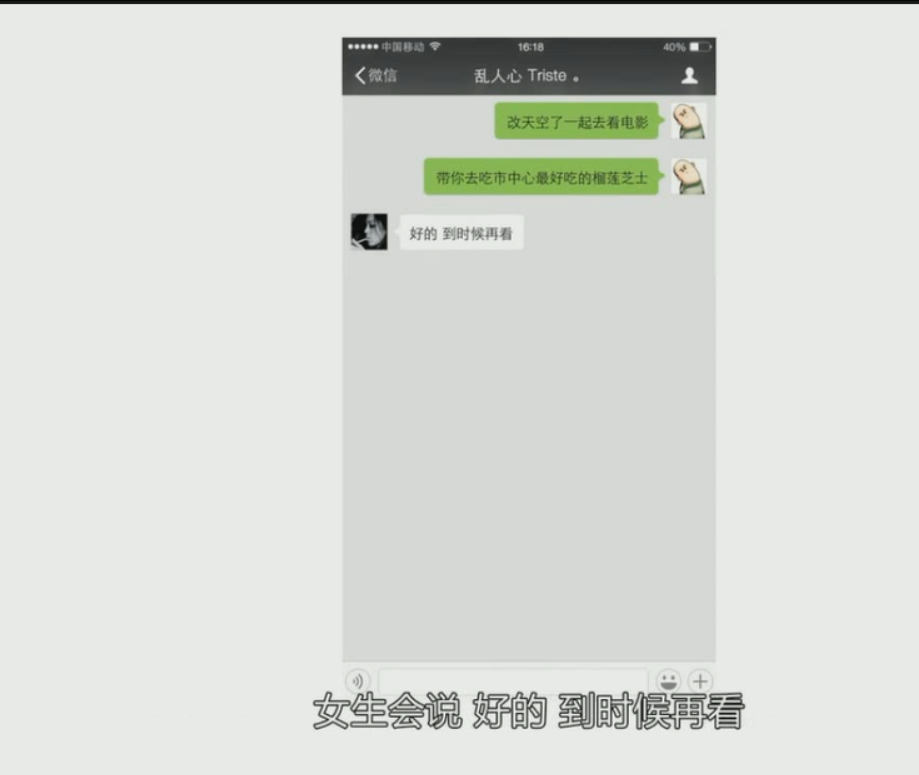 中国移动 16:18 40%
微信 乱人心 Triste 。
改天空了一起去看电影
带你去吃市中心最好吃的榴莲芝士
好的 到时候再看
女生会说 好的 到时候再看